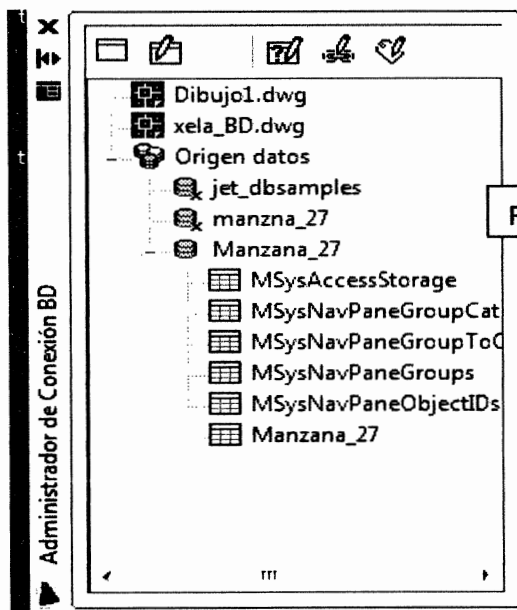 Dibujo1.dwg
xela_BD.dwg
Origen datos
jet_dbsamples
manzna_27
Manzana_27
MSysAccessStorage
MSysNavPaneGroupCat
MSysNavPaneGroupToC
MSysNavPaneGroups
MSysNavPaneObjectIDs
Manzana_27
Administrador de Conexión BD